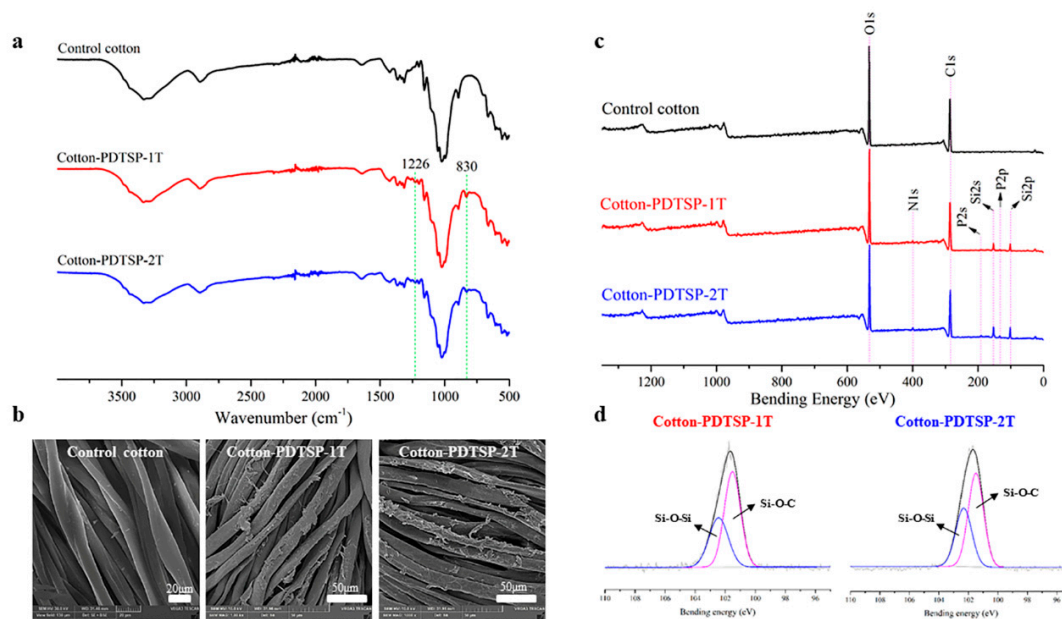 a
Control cotton
Cotton-PDTSP-1T
1226
830
Cotton-PDTSP-2T
3500 3000 2500 2000 1500 1000 500
Wavenumber (cm⁻¹)
b
Control cotton
20μm
Cotton-PDTSP-1T
50μm
Cotton-PDTSP-2T
50μm
c
O1s
C1s
Control cotton
Cotton-PDTSP-1T
N1s
P2s
Si2s
P2p
Si2p
Cotton-PDTSP-2T
1200 1000 800 600 400 200 0
Bending Energy (eV)
d
Cotton-PDTSP-1T
Si-O-Si
Si-O-C
110 108 106 104 102 100 98 96
Bending energy (eV)
Cotton-PDTSP-2T
Si-O-Si
Si-O-C
110 108 106 104 102 100 98 96
Bending energy (eV)